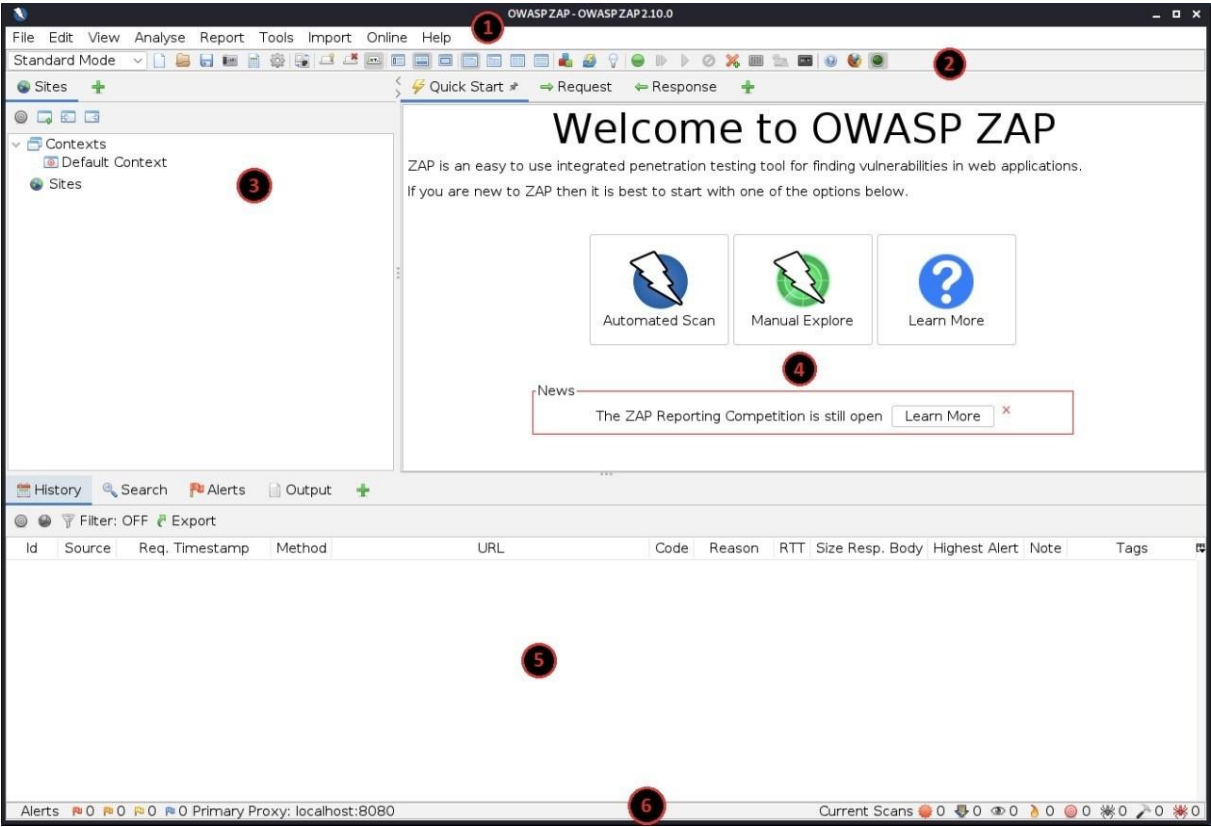 OWASP ZAP - OWASP ZAP 2.10.0
1
File Edit View Analyse Report Tools Import Online Help
Standard Mode
2
Sites
Quick Start Request Response
Contexts
Default Context
Sites
3
Welcome to OWASP ZAP
ZAP is an easy to use integrated penetration testing tool for finding vulnerabilities in web applications.
If you are new to ZAP then it is best to start with one of the options below.
Automated Scan Manual Explore Learn More
4
News
The ZAP Reporting Competition is still open Learn More
History Search Alerts Output
Filter: OFF Export
Id Source Req. Timestamp Method URL Code Reason RTT Size Resp. Body Highest Alert Note Tags
5
Alerts 0 0 0 0 Primary Proxy: localhost:8080 6 Current Scans 0 0 0 0 0 0 0 0